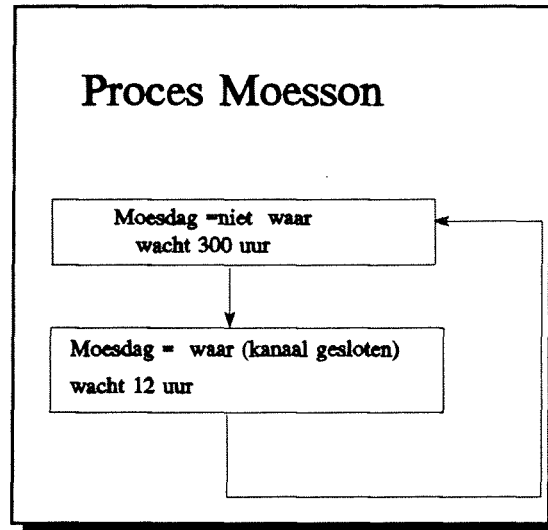 Proces Moesson
Moesdag =niet waar
wacht 300 uur
Moesdag = waar (kanaal gesloten)
wacht 12 uur